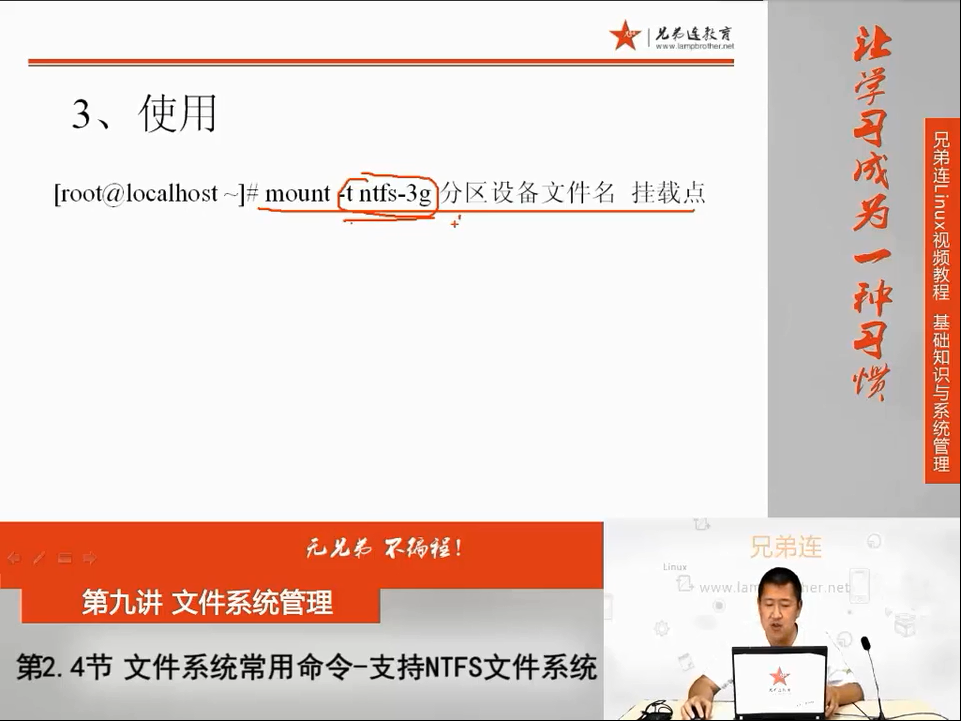 兄弟连教育
www.lampbrother.net
3、使用
[root@localhost ~]# mount -t ntfs-3g 分区设备文件名 挂载点
让学习成为一种习惯
兄弟连Linux视频教程 基础知识与系统管理
无兄弟 不编程!
第九讲 文件系统管理
第2.4节 文件系统常用命令-支持NTFS文件系统
兄弟连
Linux
www.lam
other.net